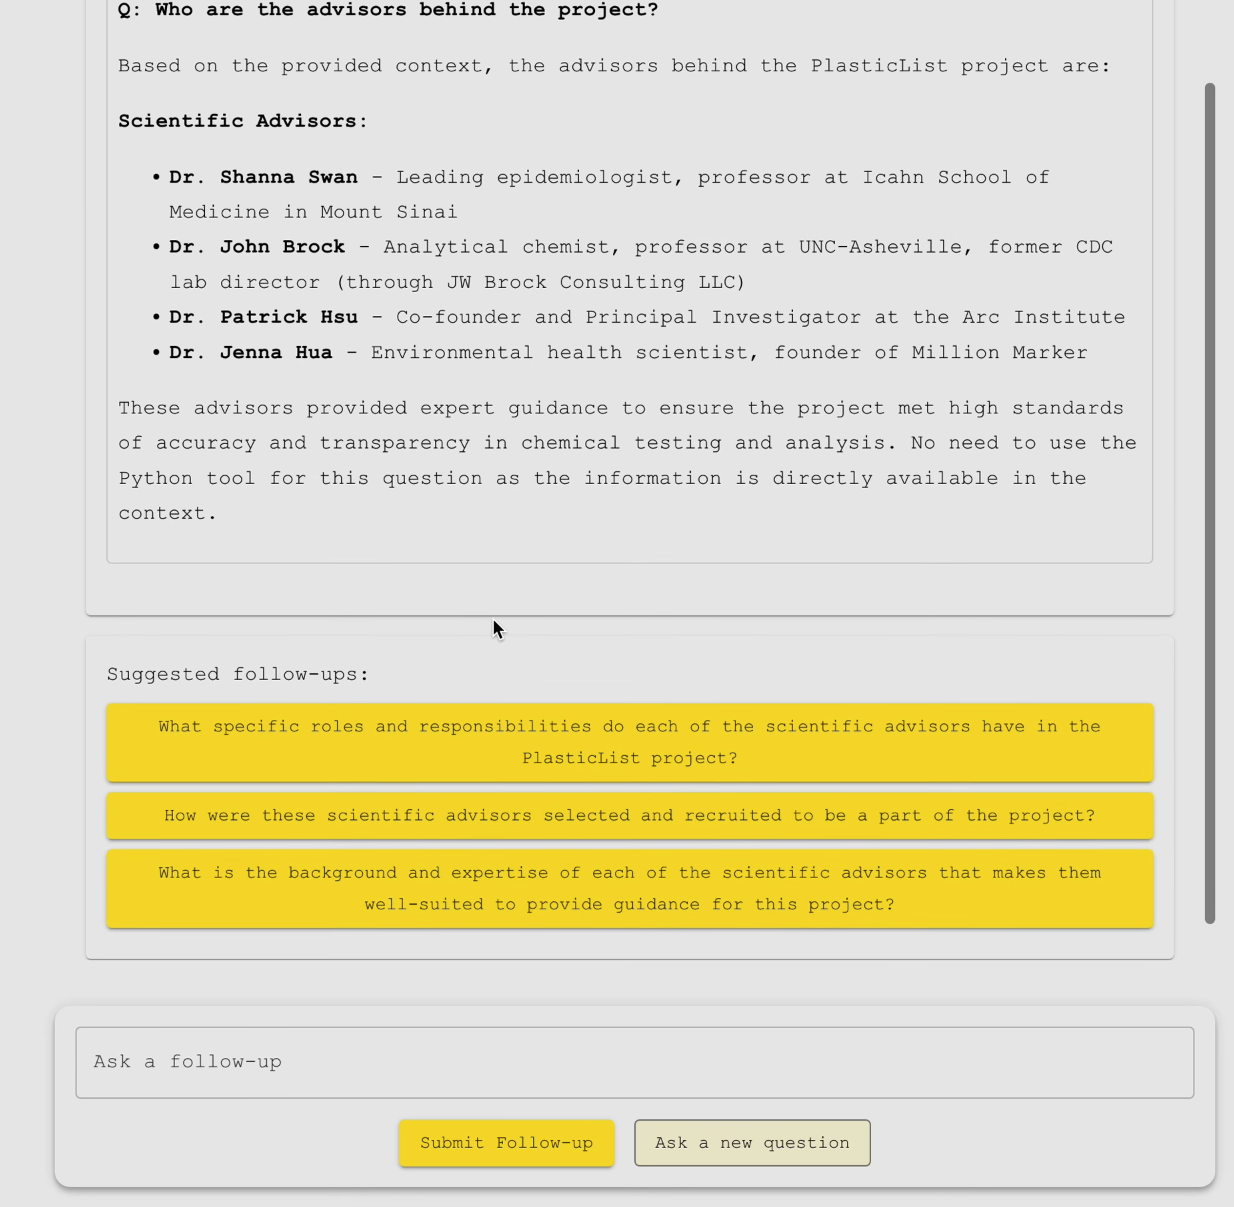 Q: Who are the advisors behind the project?
Based on the provided context, the advisors behind the PlasticList project are:
Scientific Advisors:
• Dr. Shanna Swan – Leading epidemiologist, professor at Icahn School of
Medicine in Mount Sinai
• Dr. John Brock – Analytical chemist, professor at UNC-Asheville, former CDC
lab director (through JW Brock Consulting LLC)
• Dr. Patrick Hsu – Co-founder and Principal Investigator at the Arc Institute
• Dr. Jenna Hua – Environmental health scientist, founder of Million Marker
These advisors provided expert guidance to ensure the project met high standards
of accuracy and transparency in chemical testing and analysis. No need to use the
Python tool for this question as the information is directly available in the
context.
Suggested follow-ups:
What specific roles and responsibilities do each of the scientific advisors have in the
PlasticList project?
How were these scientific advisors selected and recruited to be a part of the project?
What is the background and expertise of each of the scientific advisors that makes them
well-suited to provide guidance for this project?
Ask a follow-up
Submit Follow-up
Ask a new question